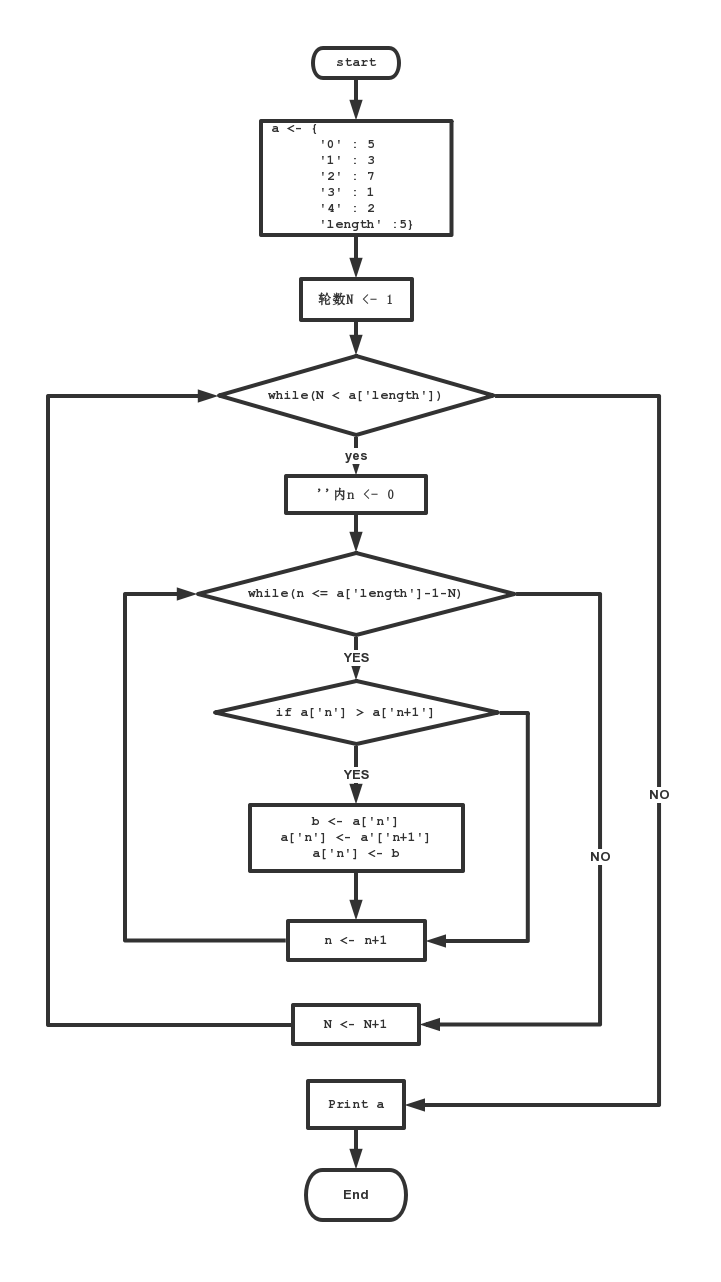 start
a <- {
'0' : 5
'1' : 3
'2' : 7
'3' : 1
'4' : 2
'length' :5}
轮数N <- 1
while(N < a['length'])
yes
''内n <- 0
while(n <= a['length']-1-N)
YES
if a['n'] > a['n+1']
YES
NO
b <- a['n']
a['n'] <- a'['n+1']
a['n'] <- b
NO
n <- n+1
N <- N+1
Print a
End